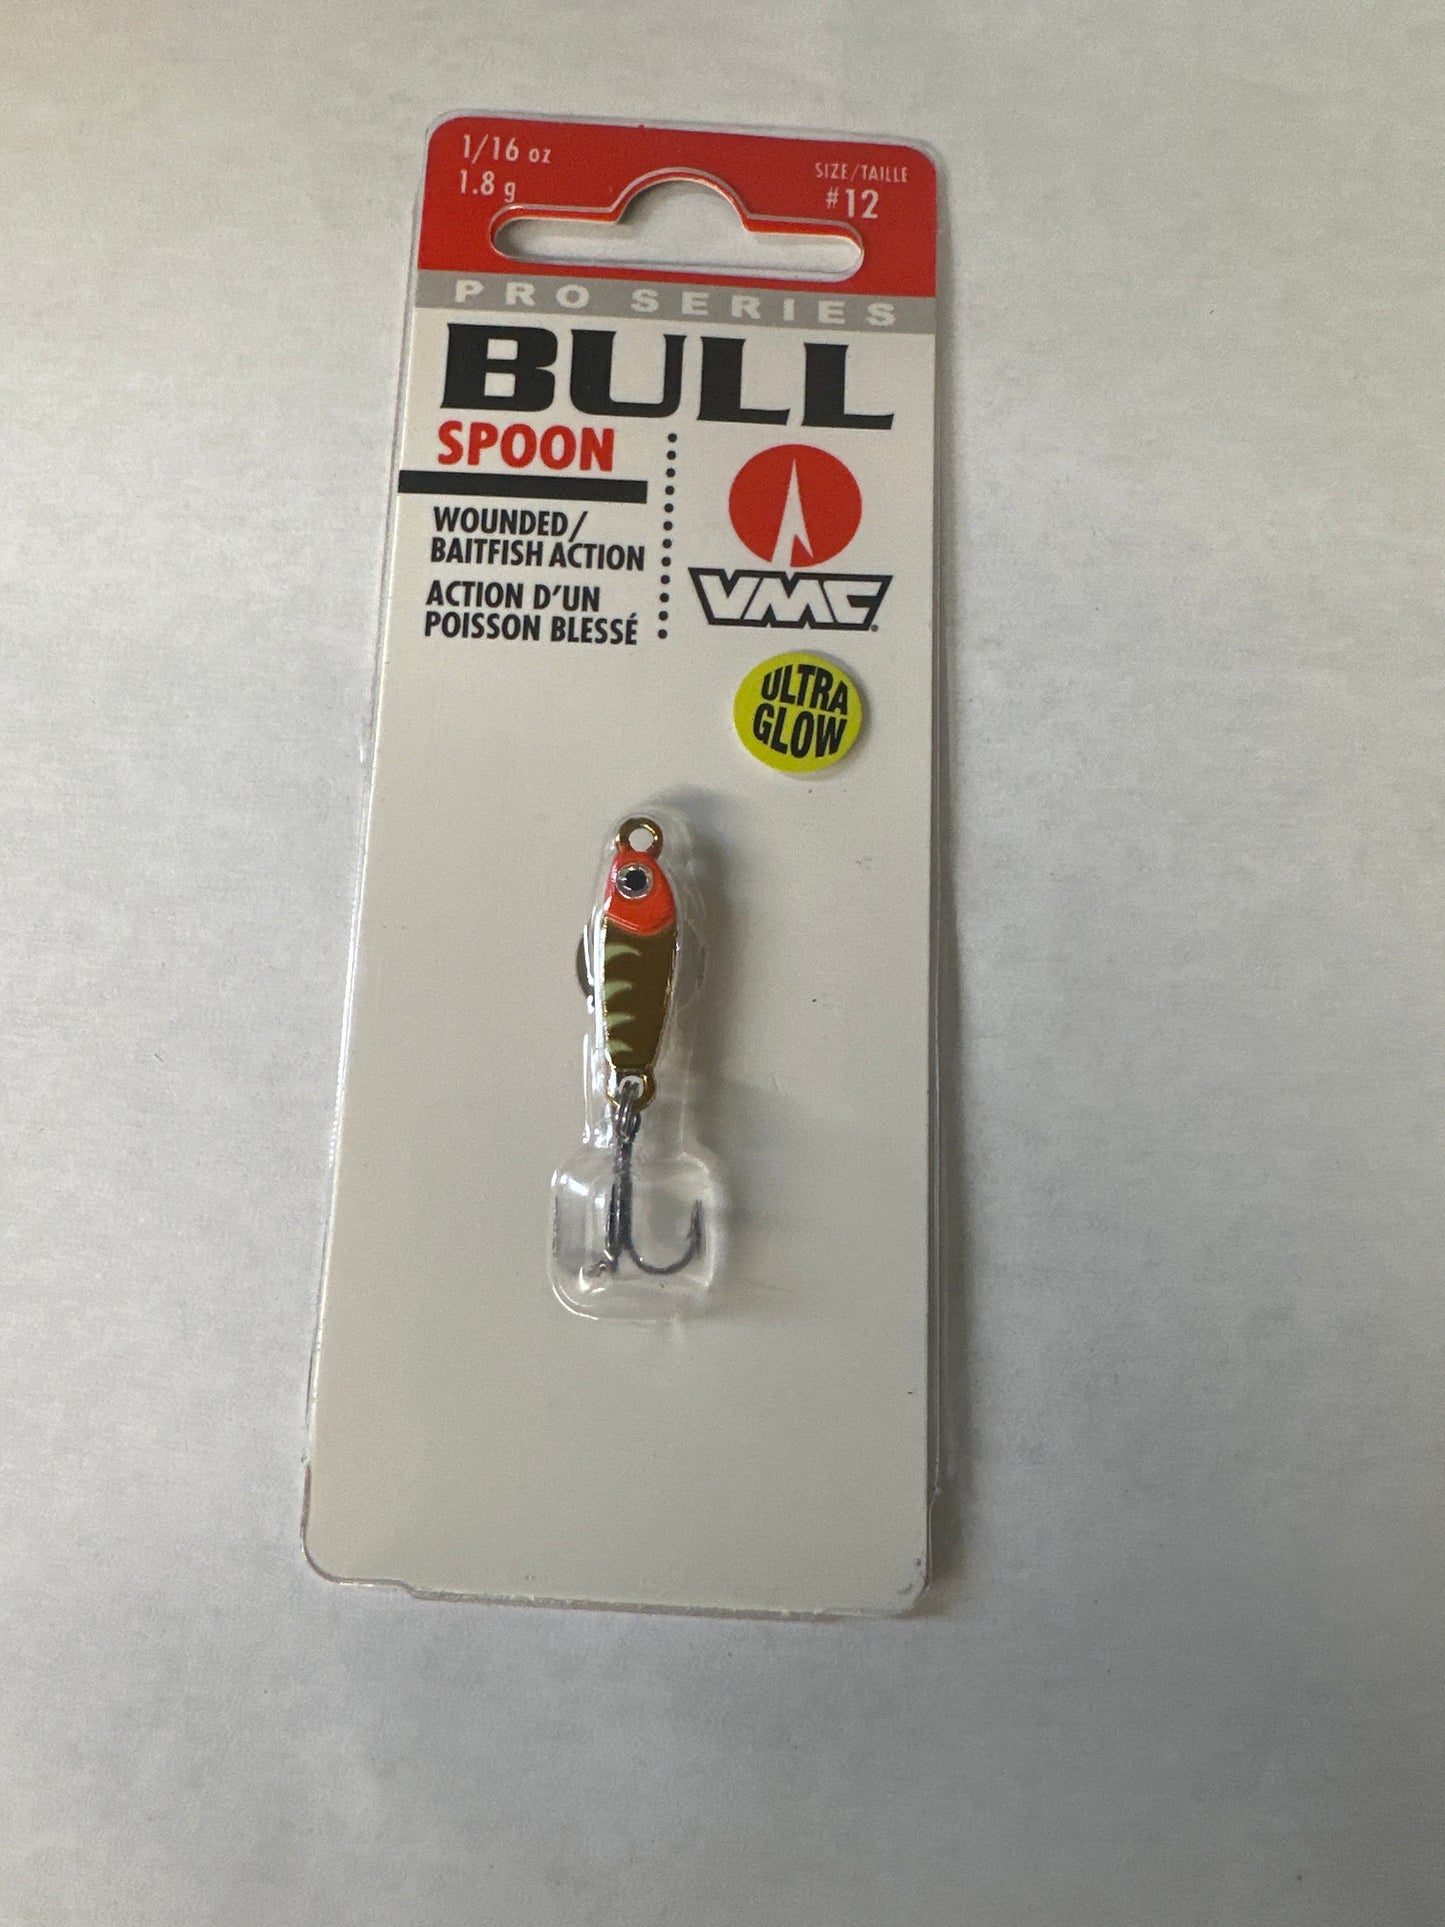 1/16 oz
1.8 g
SIZE/TAILLE
#12
PRO SERIES
BULL
SPOON
WOUNDED/
BAITFISH ACTION
ACTION D'UN
POISSON BLESSÉ
VMC®
ULTRA
GLOW